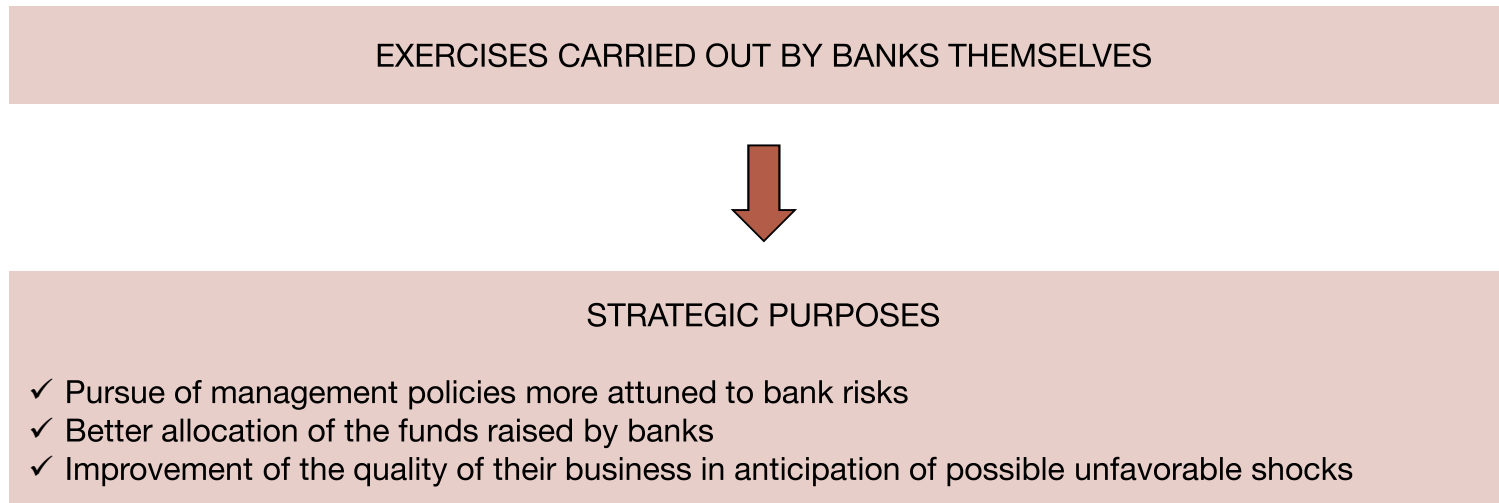 EXERCISES CARRIED OUT BY BANKS THEMSELVES
STRATEGIC PURPOSES
✓ Pursue of management policies more attuned to bank risks
✓ Better allocation of the funds raised by banks
✓ Improvement of the quality of their business in anticipation of possible unfavorable shocks